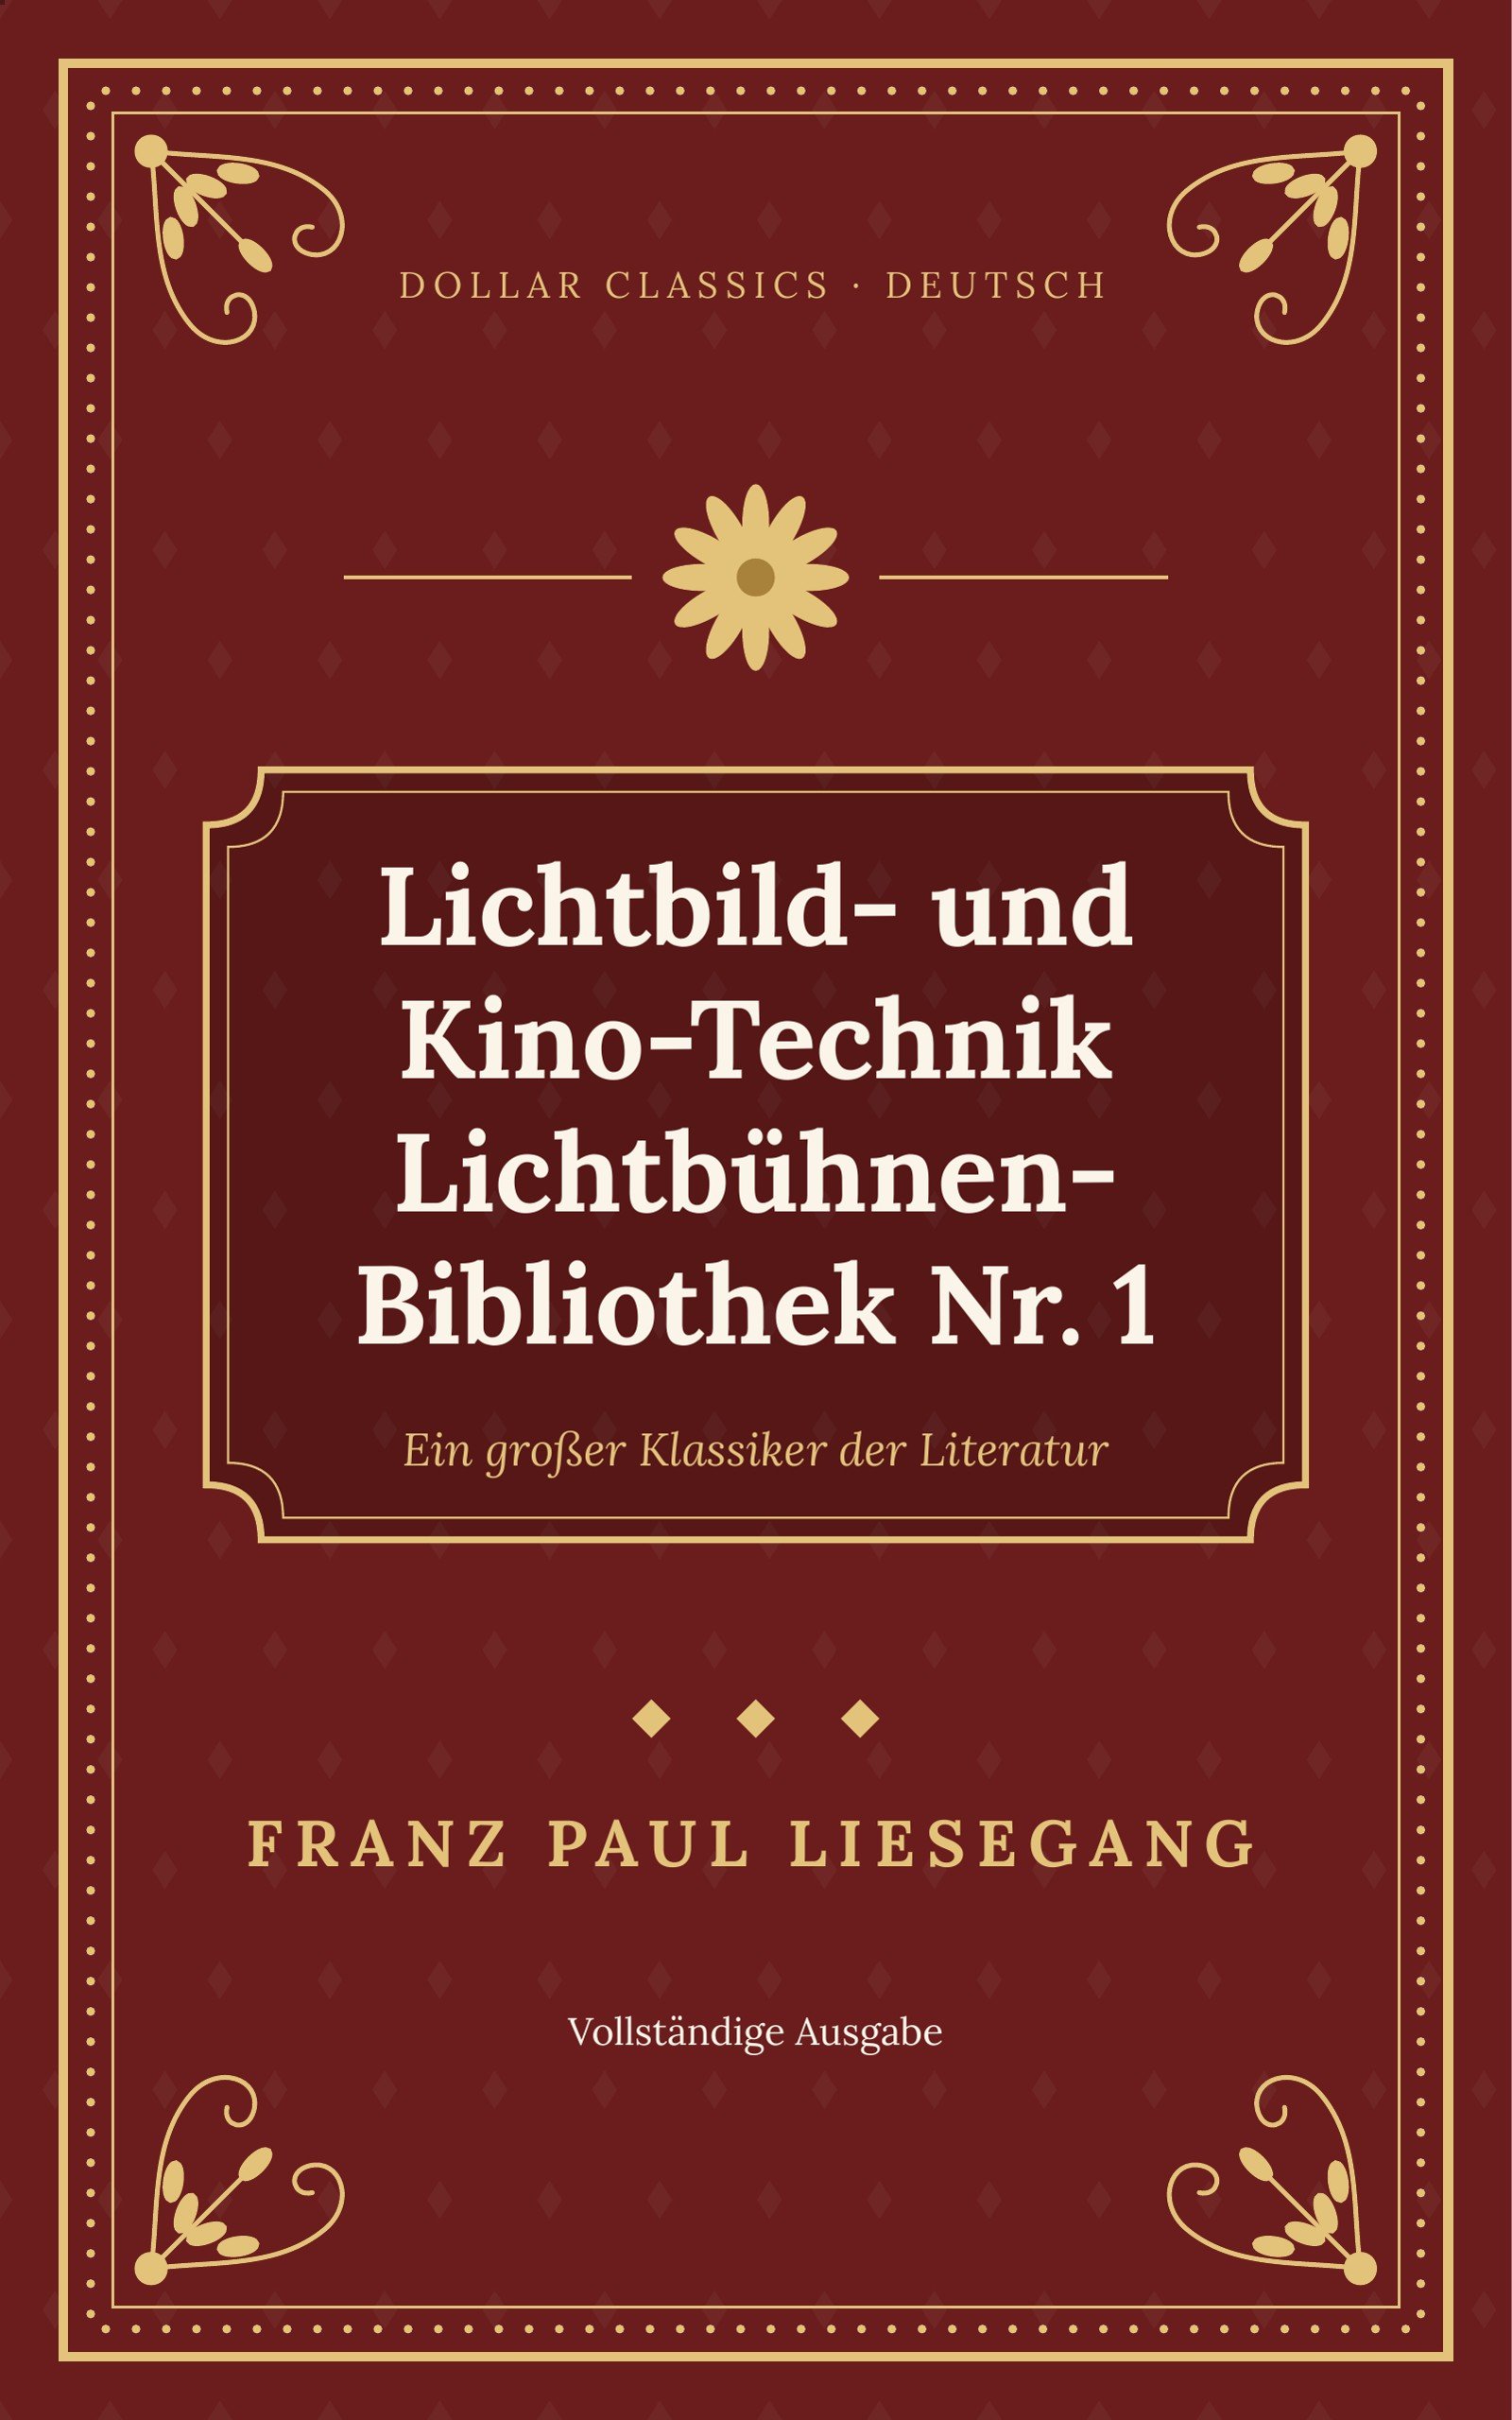 DOLLAR CLASSICS · DEUTSCH
Lichtbild- und
Kino-Technik
Lichtbühnen-
Bibliothek Nr. 1
Ein großer Klassiker der Literatur
FRANZ PAUL LIESEGANG
Vollständige Ausgabe